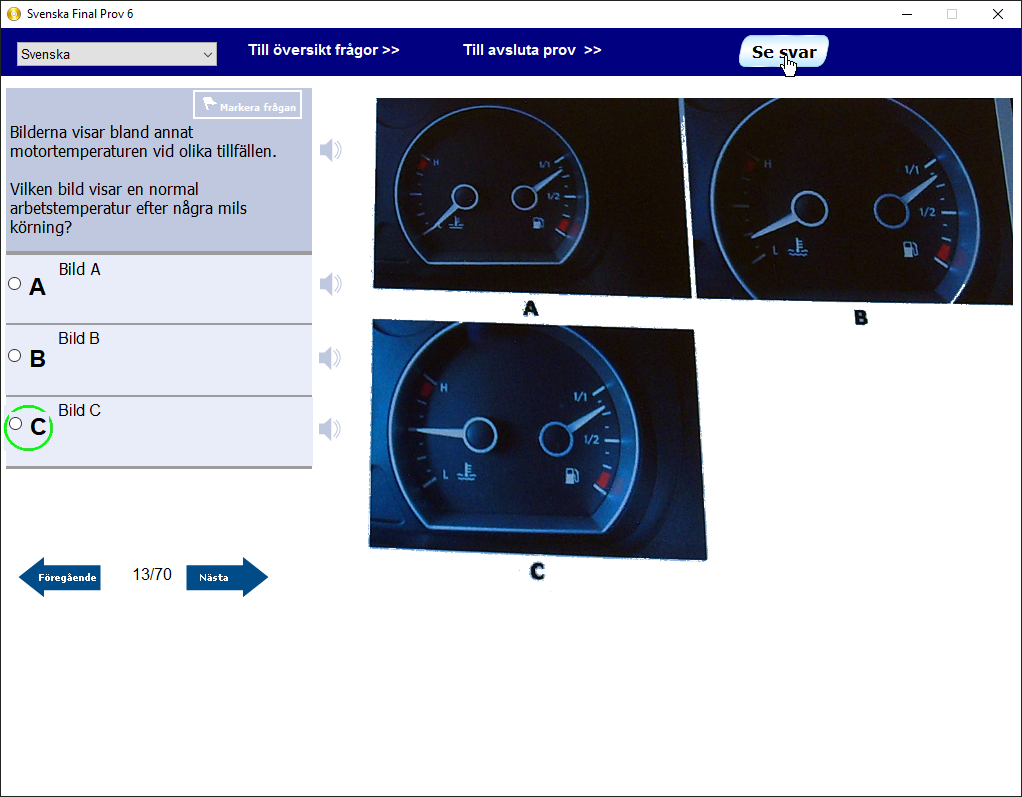 Svenska Final Prov 6
Svenska
Till översikt frågor >>
Till avsluta prov >>
Se svar
Markera frågan
Bilderna visar bland annat
motortemperaturen vid olika tillfällen.
Vilken bild visar en normal
arbetstemperatur efter några mils
körning?
A
Bild A
B
Bild B
C
Bild C
Föregående
13/70
Nästa
H
1/1
1/2
L
A
H
1/1
1/2
L
B
H
1/1
1/2
L
C